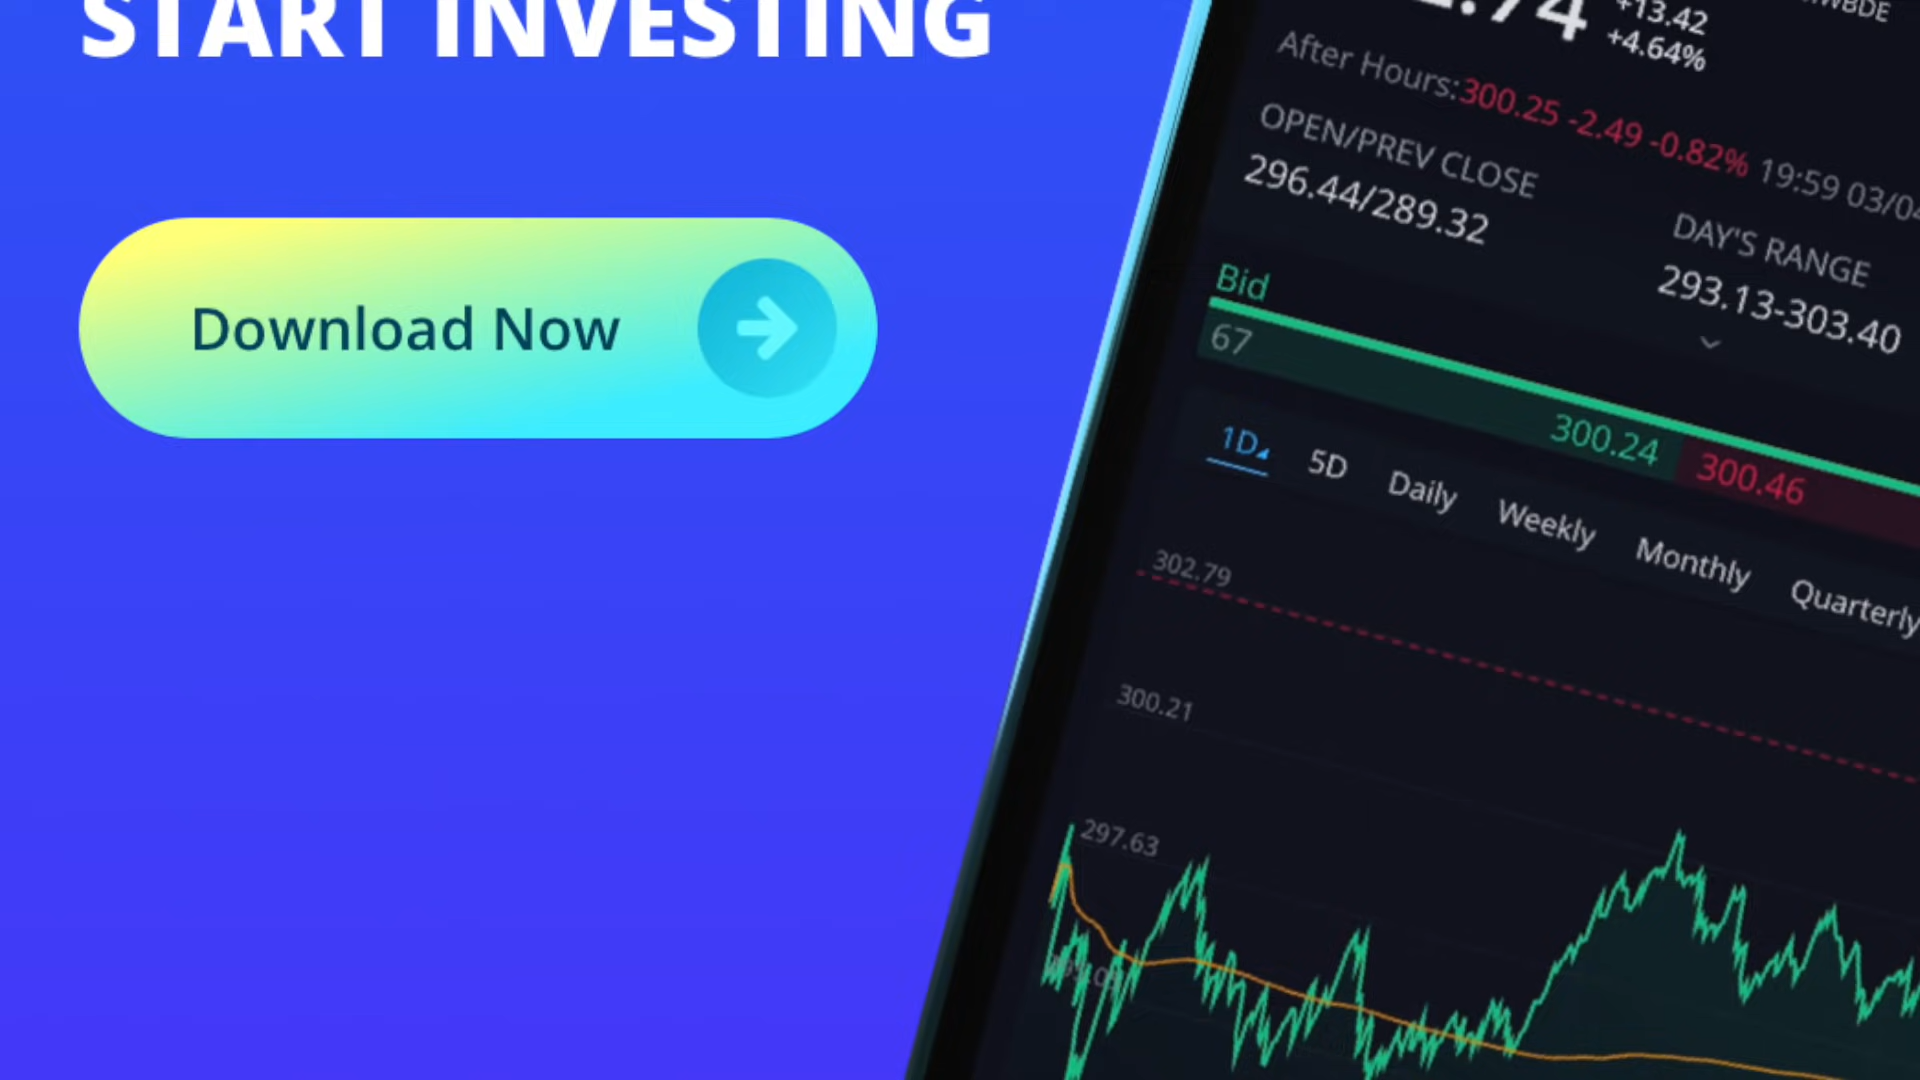 START INVESTING
Download Now
+13.42
+4.64%
After Hours:300.25 -2.49 -0.82% 19:59
OPEN/PREV CLOSE
296.44/289.32
DAY'S RANGE
293.13-303.40
Bid
67
300.24
300.46
1D 5D Daily Weekly Monthly Quarterly
302.79
300.21
297.63